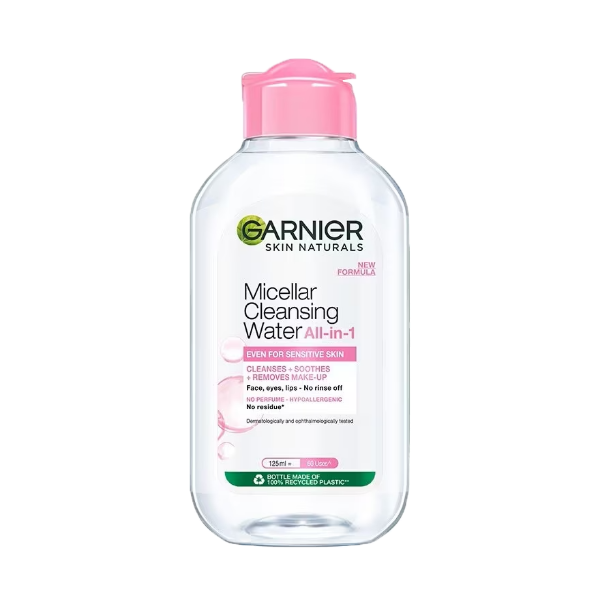 GARNIER
SKIN NATURALS
NEW
FORMULA
Micellar
Cleansing
Water All-in-1
EVEN FOR SENSITIVE SKIN
CLEANSES + SOOTHES
+ REMOVES MAKE-UP
Face, eyes, lips - No rinse off
NO PERFUME - HYPOALLERGENIC
No residue*
Dermatologically and ophthalmologically tested
125ml =
BOTTLE MADE OF
100% RECYCLED PLASTIC**